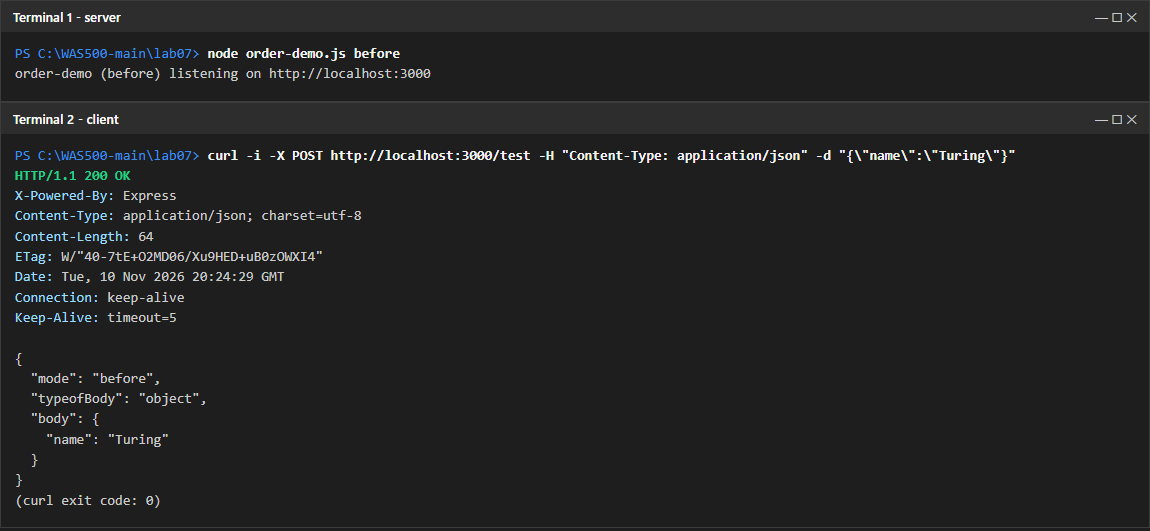 Terminal 1 - server
PS C:\WAS500-main\lab07> node order-demo.js before
order-demo (before) listening on http://localhost:3000
Terminal 2 - client
PS C:\WAS500-main\lab07> curl -i -X POST http://localhost:3000/test -H "Content-Type: application/json" -d "{\"name\":\"Turing\"}"
HTTP/1.1 200 OK
X-Powered-By: Express
Content-Type: application/json; charset=utf-8
Content-Length: 64
ETag: W/"40-7tE+O2MD06/Xu9HED+uB0zOWXI4"
Date: Tue, 10 Nov 2026 20:24:29 GMT
Connection: keep-alive
Keep-Alive: timeout=5

{
  "mode": "before",
  "typeofBody": "object",
  "body": {
    "name": "Turing"
  }
}
(curl exit code: 0)